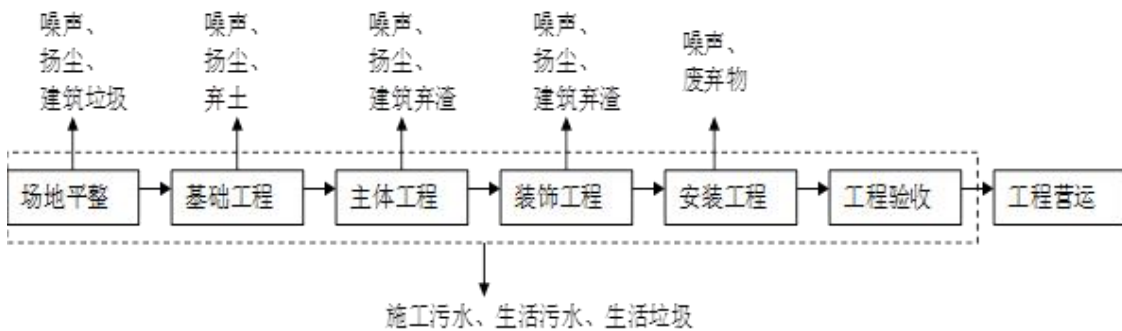 噪声、
扬尘、
建筑垃圾
噪声、
扬尘、
弃土
噪声、
扬尘、
建筑弃渣
噪声、
扬尘、
建筑弃渣
噪声、
废弃物
场地平整
基础工程
主体工程
装饰工程
安装工程
工程验收
工程营运
施工污水、生活污水、生活垃圾